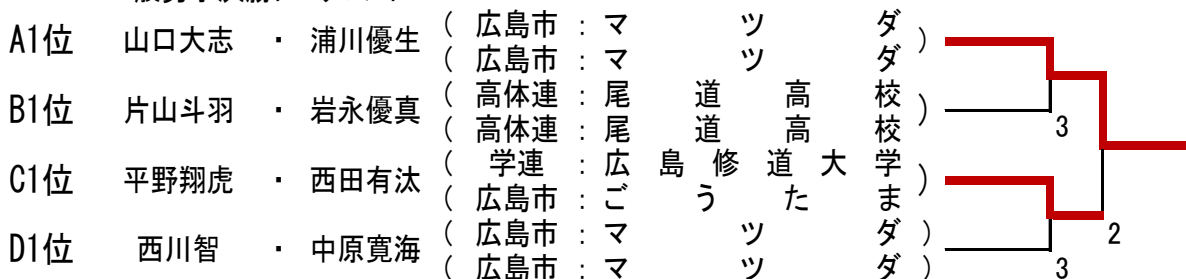 A1位 山口大志 ・ 浦川優生 ( 広島市 : マツダ )
( 広島市 : マツダ
B1位 片山斗羽 ・ 岩永優真 ( 高体連 : 尾道高校 )
( 高体連 : 尾道高校
3
C1位 平野翔虎 ・ 西田有汰 ( 学連 : 広島修道大学 )
( 広島市 : ごうたま
2
D1位 西川智 ・ 中原寛海 ( 広島市 : マツダ )
( 広島市 : マツダ )
3